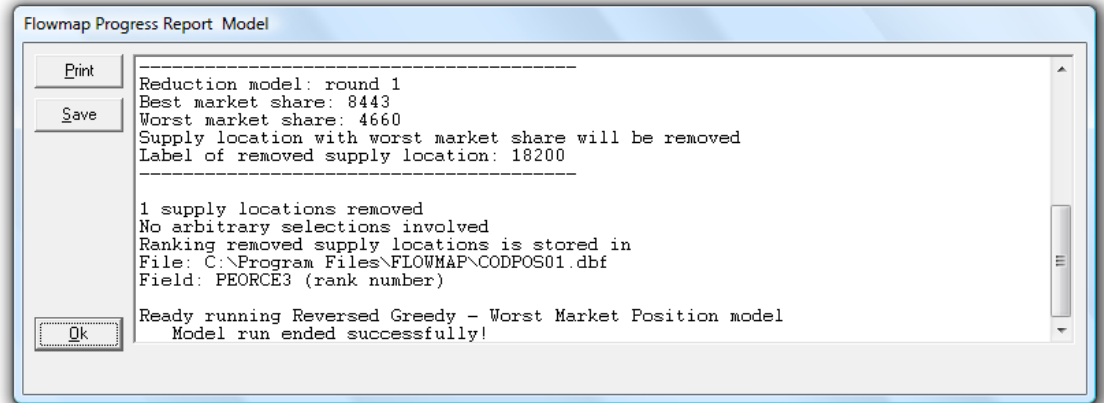 Flowmap Progress Report Model
Print
Save
Ok
----------------------------------------
Reduction model: round 1
Best market share: 8443
Worst market share: 4660
Supply location with worst market share will be removed
Label of removed supply location: 18200
----------------------------------------
1 supply locations removed
No arbitrary selections involved
Ranking removed supply locations is stored in
File: C:\Program Files\FLOWMAP\CODPOS01.dbf
Field: PEORCE3 (rank number)
Ready running Reversed Greedy - Worst Market Position model
Model run ended successfully!